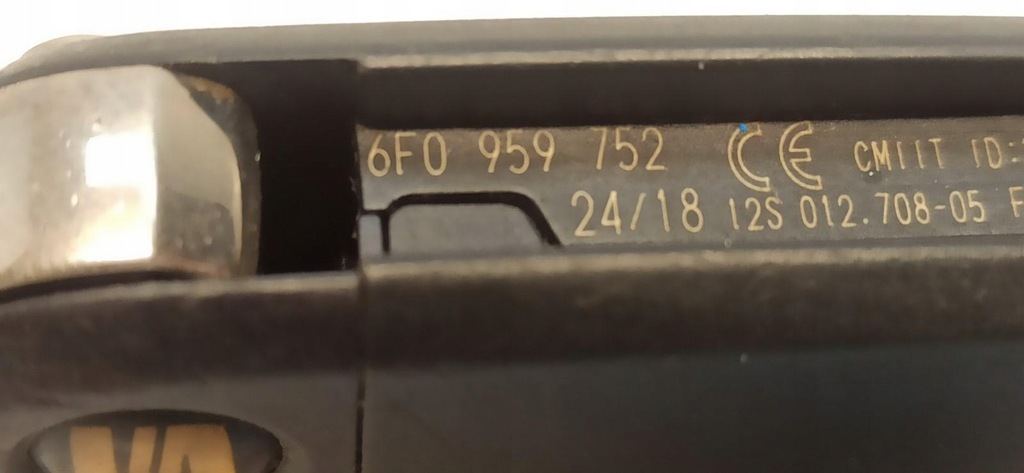 6F0 959 752 CE CMIIT ID:
24/18 12S 012.708-05 F